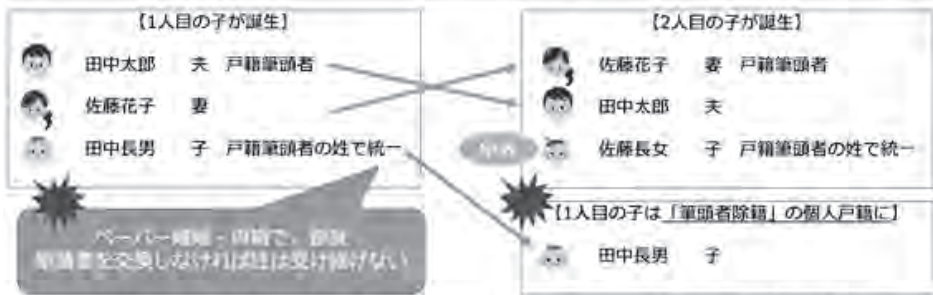 【1人目の子が誕生】
田中太郎 夫 戸籍筆頭者
佐藤花子 妻
田中長男 子 戸籍筆頭者の姓で統一
ペーパー離婚・再婚で、
筆頭者を交換しなければ姓は受け継げない
【2人目の子が誕生】
佐藤花子 妻 戸籍筆頭者
田中太郎 夫
佐藤長女 子 戸籍筆頭者の姓で統一
【1人目の子は「筆頭者除籍」の個人戸籍に】
田中長男 子